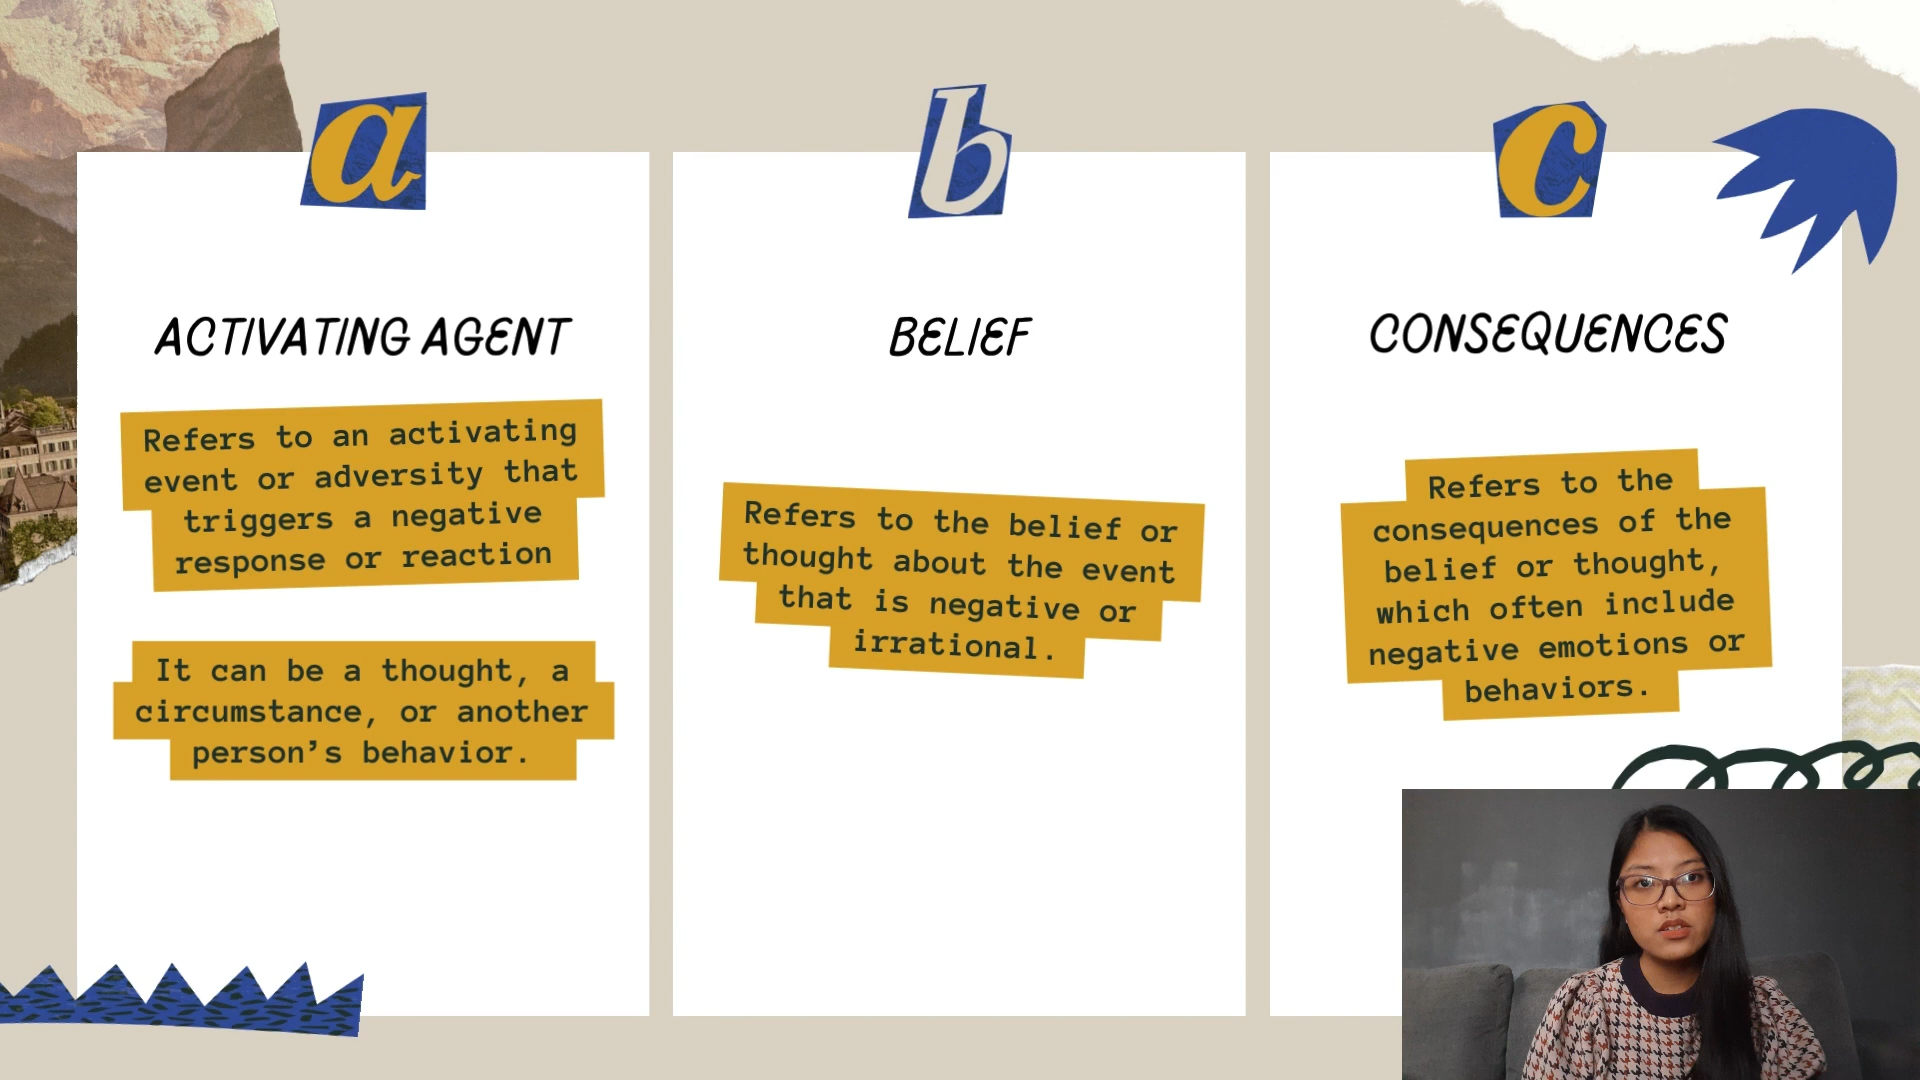 a
ACTIVATING AGENT
Refers to an activating
event or adversity that
triggers a negative
response or reaction
It can be a thought, a
circumstance, or another
person’s behavior.
b
BELIEF
Refers to the belief or
thought about the event
that is negative or
irrational.
c
CONSEQUENCES
Refers to the
consequences of the
belief or thought,
which often include
negative emotions or
behaviors.